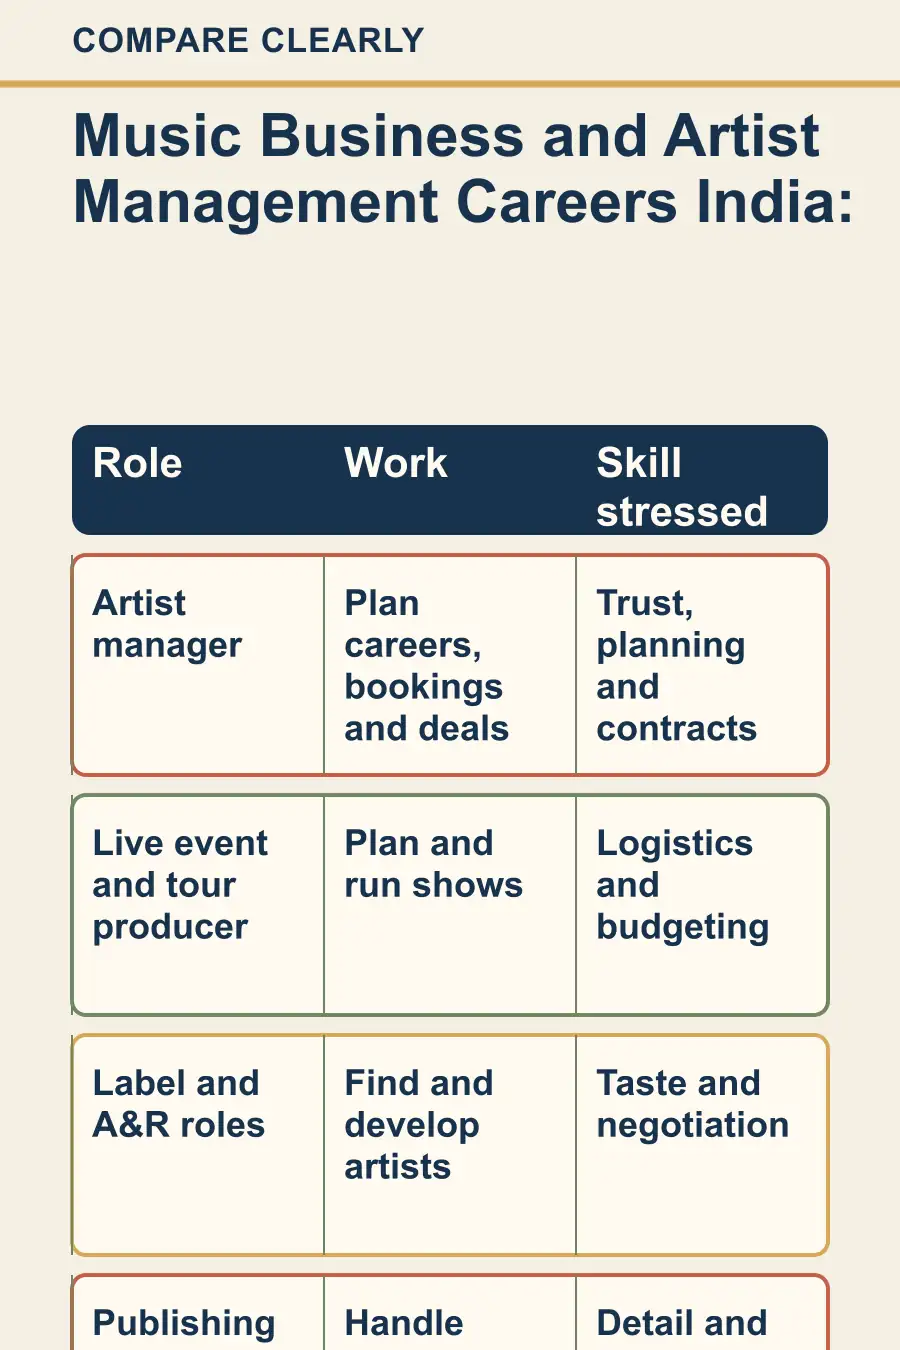 COMPARE CLEARLY
Music Business and Artist
Management Careers India:
Role
Work
Skill
stressed
Artist
manager
Plan
careers,
bookings
and deals
Trust,
planning
and
contracts
Live event
and tour
producer
Plan and
run shows
Logistics
and
budgeting
Label and
A&R roles
Find and
develop
artists
Taste and
negotiation
Publishing
Handle
Detail and